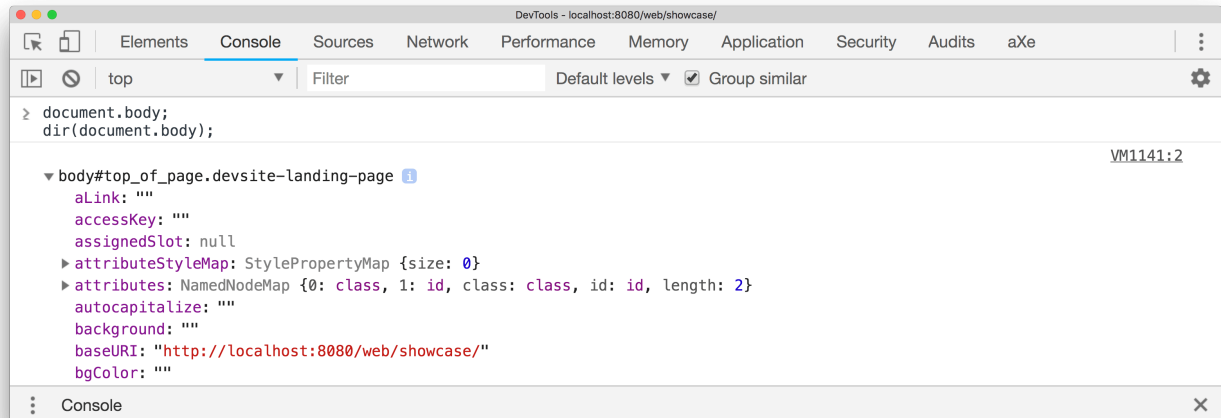 DevTools - localhost:8080/web/showcase/
Elements Console Sources Network Performance Memory Application Security Audits aXe
top Filter Default levels Group similar
document.body;
dir(document.body);
VM1141:2
body#top_of_page.devsite-landing-page i
aLink: ""
accessKey: ""
assignedSlot: null
attributeStyleMap: StylePropertyMap {size: 0}
attributes: NamedNodeMap {0: class, 1: id, class: class, id: id, length: 2}
autocapitalize: ""
background: ""
baseURI: "http://localhost:8080/web/showcase/"
bgColor: ""
Console